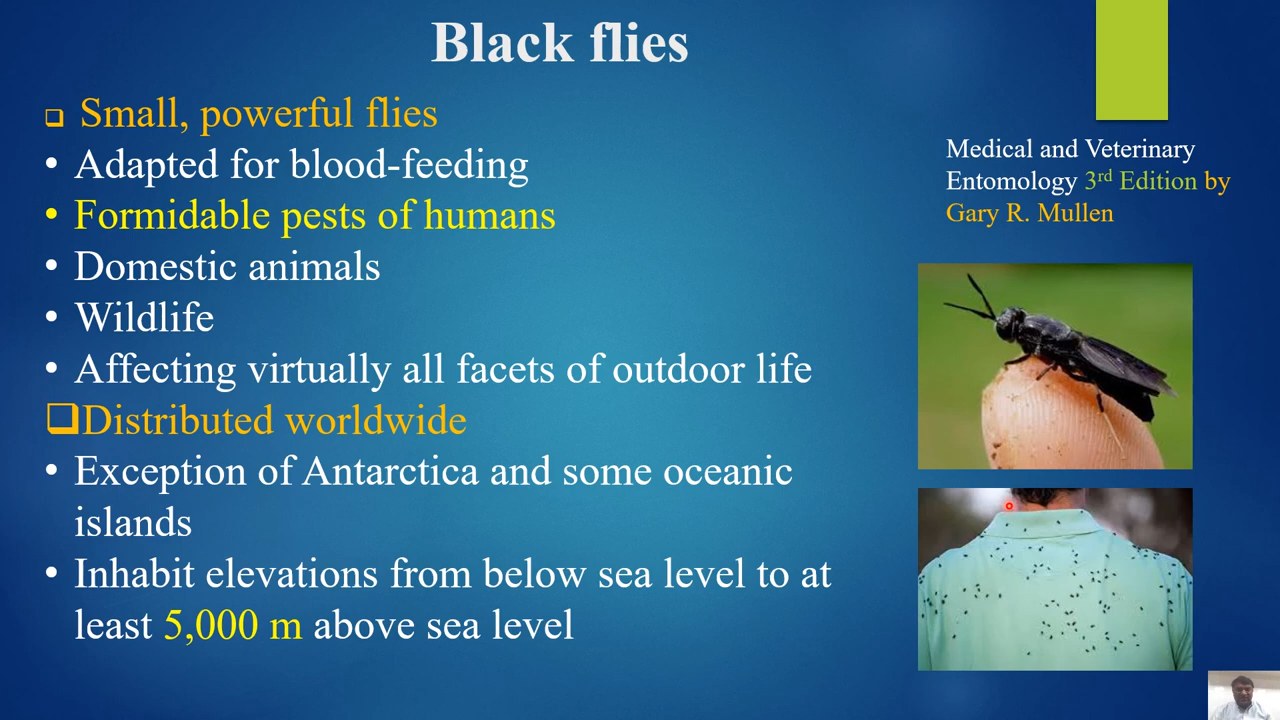 Black flies
❑ Small, powerful flies
• Adapted for blood-feeding
• Formidable pests of humans
• Domestic animals
• Wildlife
• Affecting virtually all facets of outdoor life
❑Distributed worldwide
• Exception of Antarctica and some oceanic
islands
• Inhabit elevations from below sea level to at
least 5,000 m above sea level
Medical and Veterinary
Entomology 3rd Edition by
Gary R. Mullen